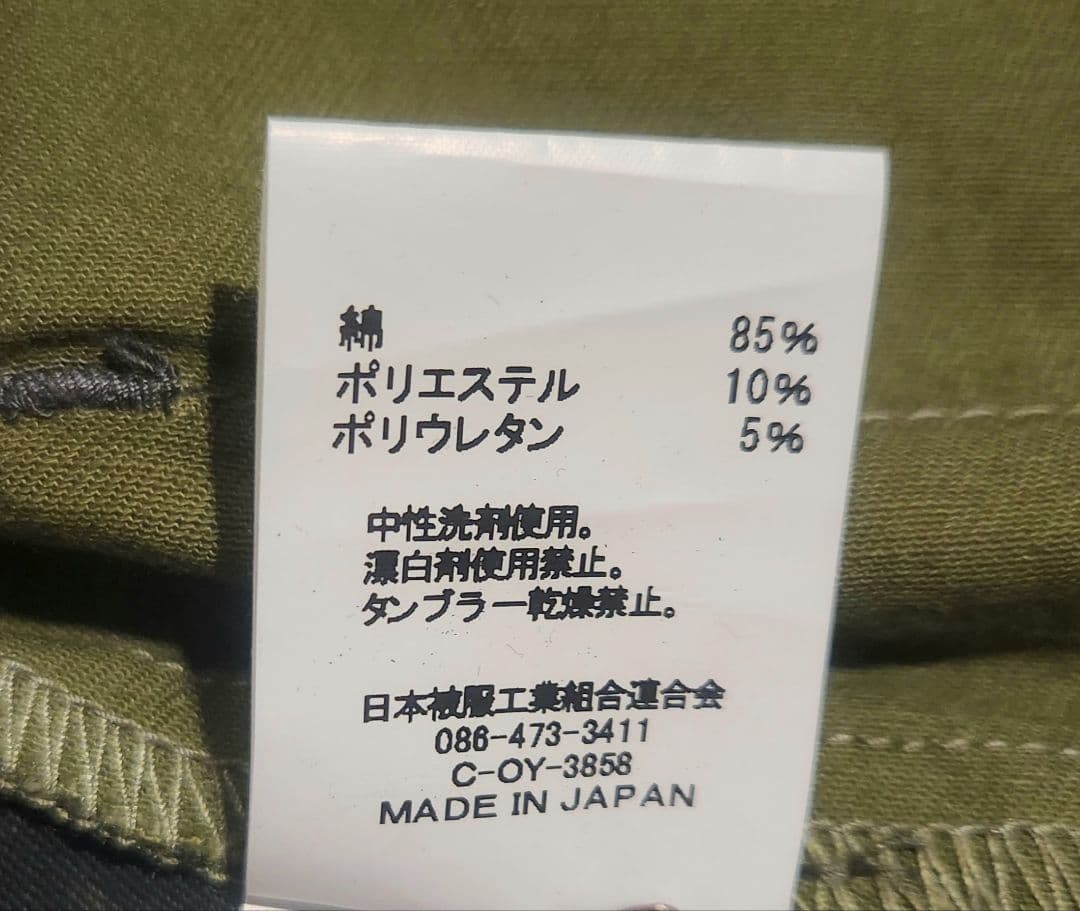 綿 85%
ポリエステル 10%
ポリウレタン 5%
中性洗剤使用。
漂白剤使用禁止。
タンブラー乾燥禁止。
日本被服工業組合連合会
086-473-3411
C-OY-3858
MADE IN JAPAN